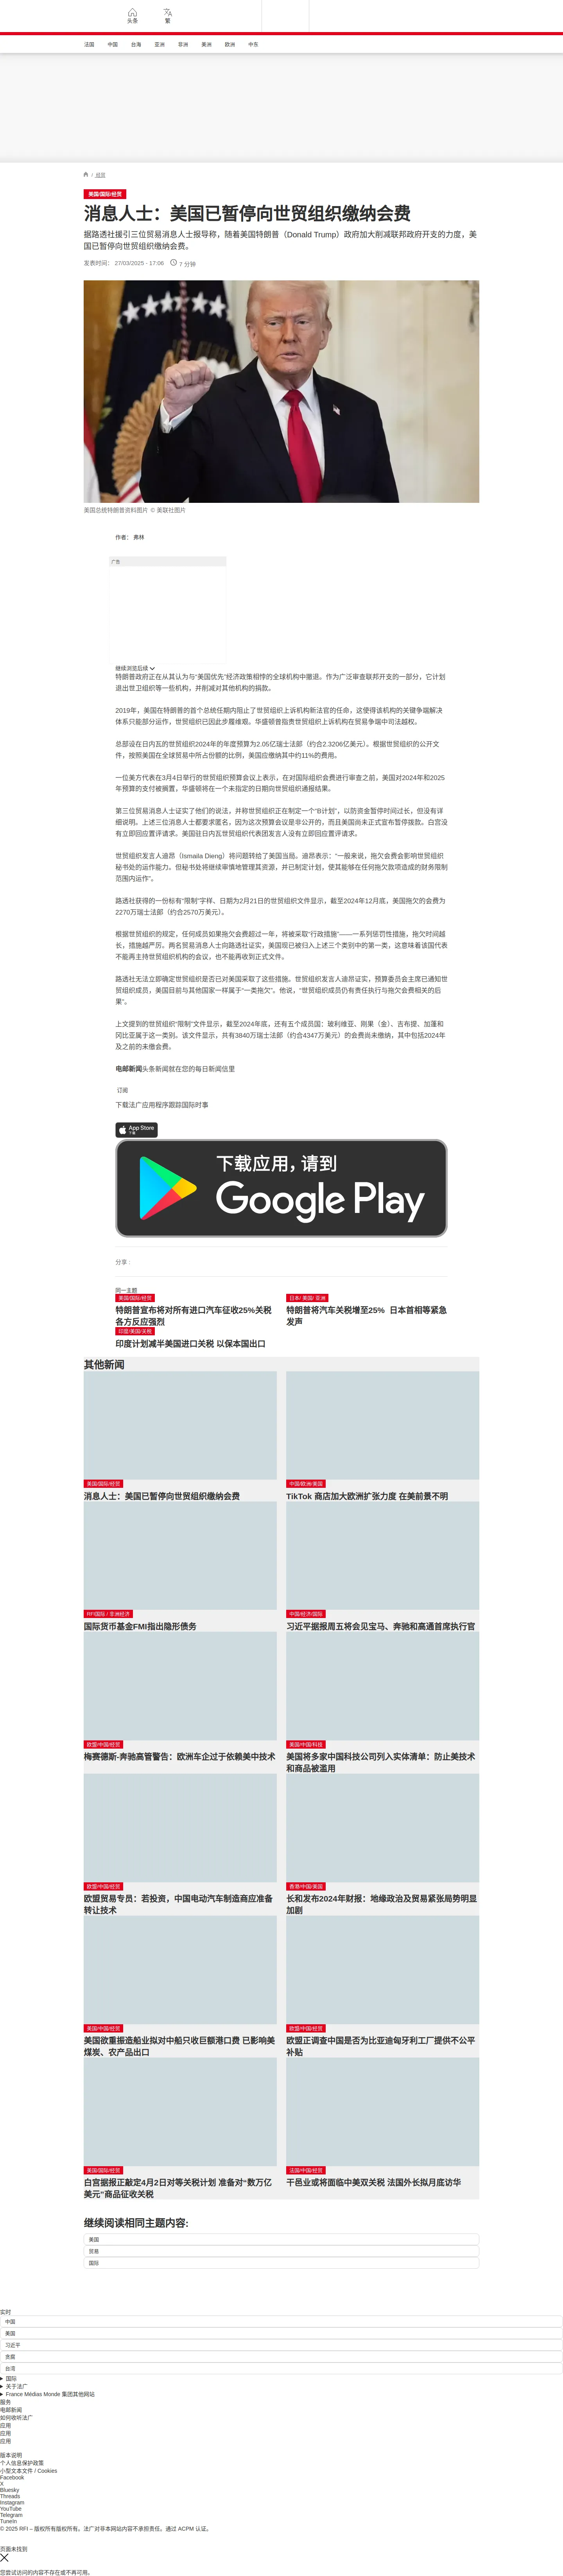 头条
繁
法国
中国
台海
亚洲
非洲
美洲
欧洲
中东
/ 经贸
美国/国际/经贸
消息人士：美国已暂停向世贸组织缴纳会费
据路透社援引三位贸易消息人士报导称，随着美国特朗普（Donald Trump）政府加大削减联邦政府开支的力度，美
国已暂停向世贸组织缴纳会费。
发表时间： 27/03/2025 - 17:06
7 分钟
美国总统特朗普资料图片 © 美联社图片
作者： 弗林
广告
继续浏览后续
特朗普政府正在从其认为与“美国优先”经济政策相悖的全球机构中撤退。作为广泛审查联邦开支的一部分，它计划
退出世卫组织等一些机构，并削减对其他机构的捐款。
2019年，美国在特朗普的首个总统任期内阻止了世贸组织上诉机构新法官的任命，这使得该机构的关键争端解决
体系只能部分运作，世贸组织已因此步履维艰。华盛顿曾指责世贸组织上诉机构在贸易争端中司法越权。
总部设在日内瓦的世贸组织2024年的年度预算为2.05亿瑞士法郎（约合2.3206亿美元）。根据世贸组织的公开文
件，按照美国在全球贸易中所占份额的比例，美国应缴纳其中约11%的费用。
一位美方代表在3月4日举行的世贸组织预算会议上表示，在对国际组织会费进行审查之前，美国对2024年和2025
年预算的支付被搁置，华盛顿将在一个未指定的日期向世贸组织通报结果。
第三位贸易消息人士证实了他们的说法，并称世贸组织正在制定一个“B计划”，以防资金暂停时间过长，但没有详
细说明。上述三位消息人士都要求匿名，因为这次预算会议是非公开的，而且美国尚未正式宣布暂停拨款。白宫没
有立即回应置评请求。美国驻日内瓦世贸组织代表团发言人没有立即回应置评请求。
世贸组织发言人迪昂（Ismaila Dieng）将问题转给了美国当局。迪昂表示：“一般来说，拖欠会费会影响世贸组织
秘书处的运作能力。但秘书处将继续审慎地管理其资源，并已制定计划，使其能够在任何拖欠款项造成的财务限制
范围内运作”。
路透社获得的一份标有“限制”字样、日期为2月21日的世贸组织文件显示，截至2024年12月底，美国拖欠的会费为
2270万瑞士法郎（约合2570万美元）。
根据世贸组织的规定，任何成员如果拖欠会费超过一年，将被采取“行政措施”——一系列惩罚性措施，拖欠时间越
长，措施越严厉。两名贸易消息人士向路透社证实，美国现已被归入上述三个类别中的第一类，这意味着该国代表
不能再主持世贸组织机构的会议，也不能再收到正式文件。
路透社无法立即确定世贸组织是否已对美国采取了这些措施。世贸组织发言人迪昂证实，预算委员会主席已通知世
贸组织成员，美国目前与其他国家一样属于“一类拖欠”。他说，“世贸组织成员仍有责任执行与拖欠会费相关的后
果”。
上文提到的世贸组织“限制”文件显示，截至2024年底，还有五个成员国：玻利维亚、刚果（金）、吉布提、加蓬和
冈比亚属于这一类别。该文件显示，共有3840万瑞士法郎（约合4347万美元）的会费尚未缴纳，其中包括2024年
及之前的未缴会费。
电邮新闻头条新闻就在您的每日新闻信里
订阅
下载法广应用程序跟踪国际时事
App Store
下载
下载应用，请到
Google Play
分享 :
同一主题
美国/国际/经贸
特朗普宣布将对所有进口汽车征收25%关税
各方反应强烈
日本/ 美国/ 亚洲
特朗普将汽车关税增至25% 日本首相等紧急
发声
印度/美国/关税
印度计划减半美国进口关税 以保本国出口
其他新闻
美国/国际/经贸
消息人士：美国已暂停向世贸组织缴纳会费
中国/欧洲/美国
TikTok 商店加大欧洲扩张力度 在美前景不明
RFI国际 / 非洲经济
国际货币基金FMI指出隐形债务
中国/经济/国际
习近平据报周五将会见宝马、奔驰和高通首席执行官
欧盟/中国/经贸
梅赛德斯-奔驰高管警告：欧洲车企过于依赖美中技术
美国/中国/科技
美国将多家中国科技公司列入实体清单：防止美技术
和商品被滥用
欧盟/中国/经贸
欧盟贸易专员：若投资，中国电动汽车制造商应准备
转让技术
香港/中国/美国
长和发布2024年财报：地缘政治及贸易紧张局势明显
加剧
美国/中国/经贸
美国欲重振造船业拟对中船只收巨额港口费 已影响美
煤炭、农产品出口
欧盟/中国/经贸
欧盟正调查中国是否为比亚迪匈牙利工厂提供不公平
补贴
美国/国际/经贸
白宫据报正敲定4月2日对等关税计划 准备对“数万亿
美元”商品征收关税
法国/中国/经贸
干邑业或将面临中美双关税 法国外长拟月底访华
继续阅读相同主题内容:
美国
贸易
国际
实时
中国
美国
习近平
贪腐
台湾
国际
关于法广
France Médias Monde 集团其他网站
服务
电邮新闻
如何收听法广
应用
应用
应用
版本说明
个人信息保护政策
小型文本文件 / Cookies
Facebook
X
Bluesky
Threads
Instagram
YouTube
Telegram
TuneIn
© 2025 RFI – 版权所有版权所有。法广对非本网站内容不承担责任。通过 ACPM 认证。
页面未找到
您尝试访问的内容不存在或不再可用。